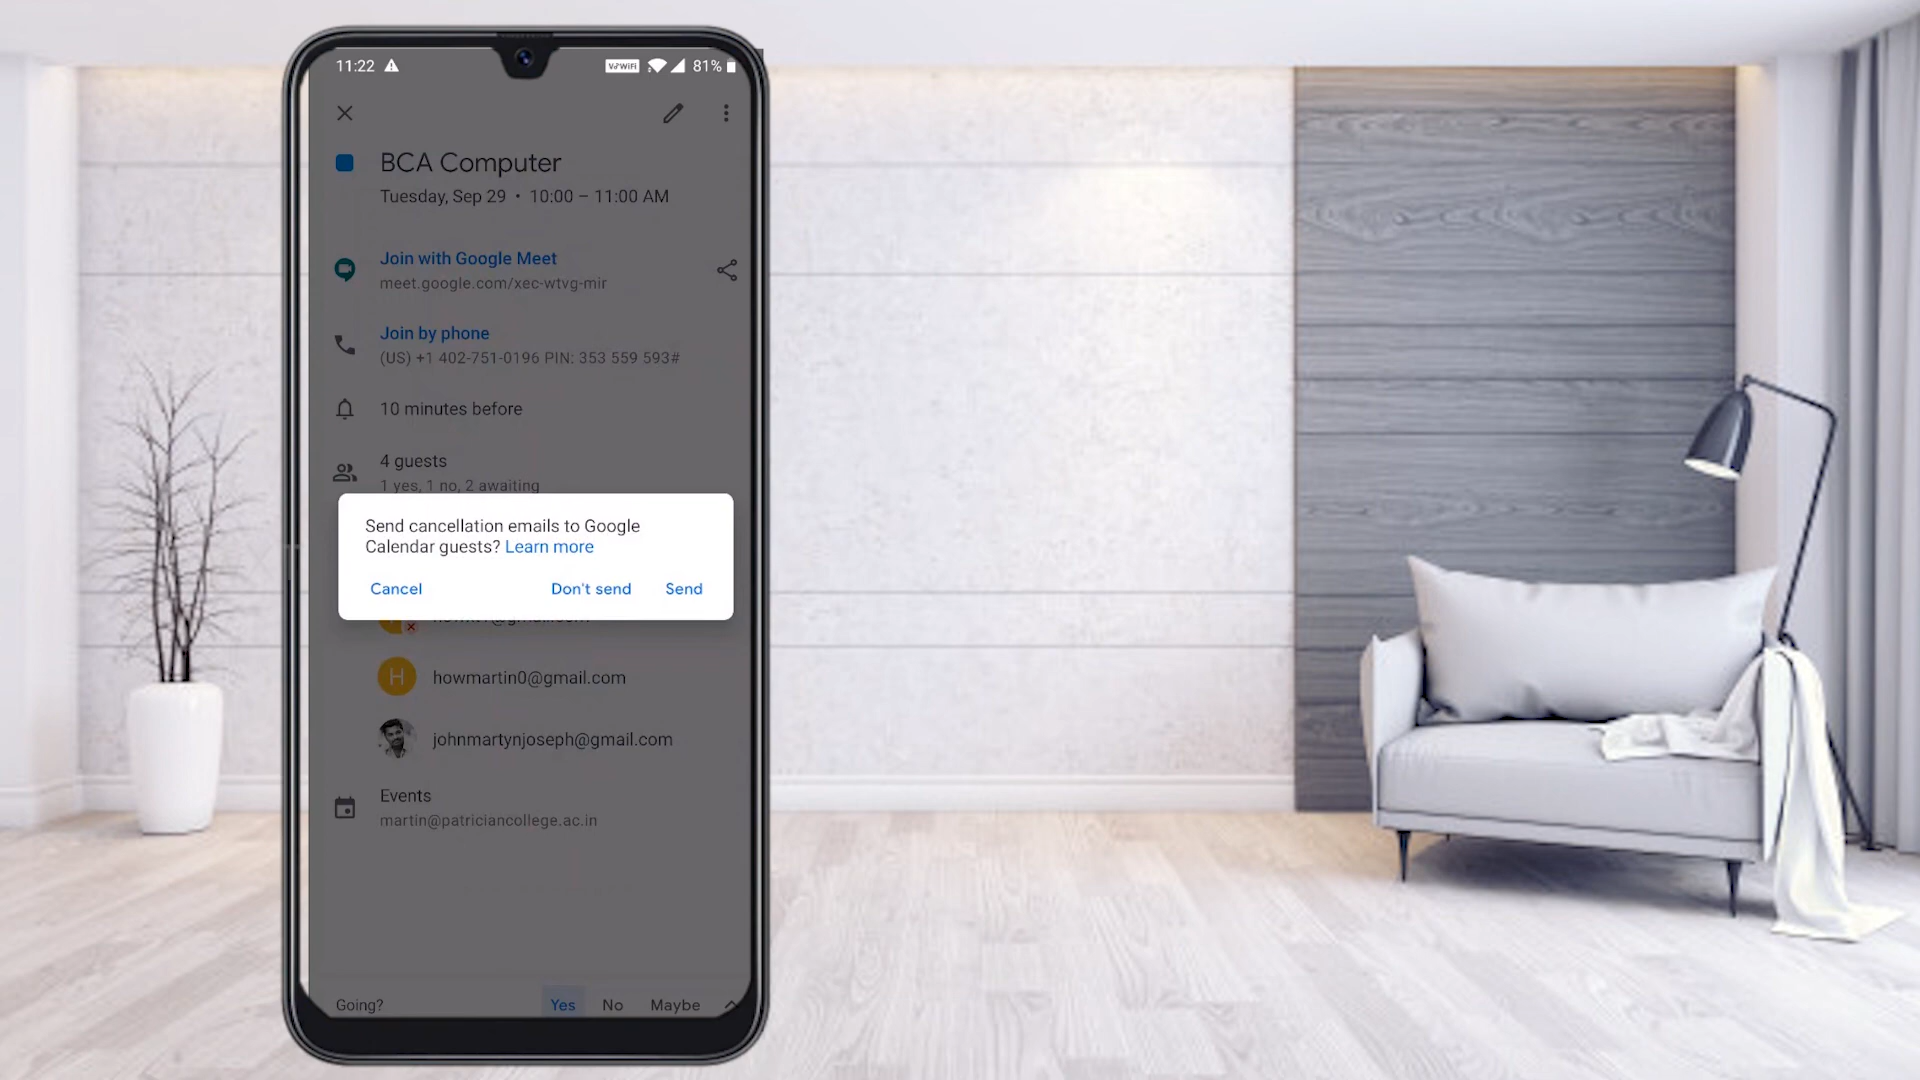 11:22
VoWiFi
81%
BCA Computer
Tuesday, Sep 29 • 10:00 – 11:00 AM
Join with Google Meet
meet.google.com/xec-wtvg-mir
Join by phone
(US) +1 402-751-0196 PIN: 353 559 593#
10 minutes before
4 guests
1 yes, 1 no, 2 awaiting
Send cancellation emails to Google
Calendar guests? Learn more
Cancel Don't send Send
H howmartin0@gmail.com
johnmartynjoseph@gmail.com
Events
martin@patriciancollege.ac.in
Going? Yes No Maybe